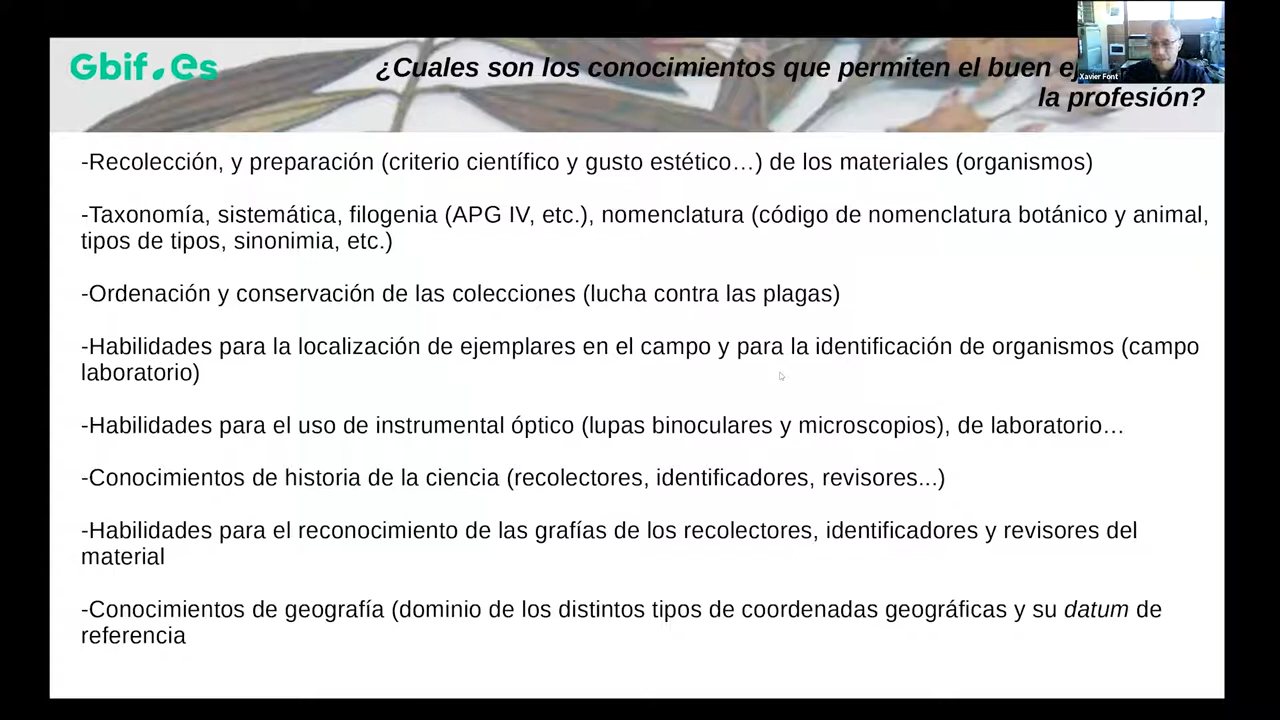 Gbif.es
¿Cuales son los conocimientos que permiten el buen
la profesión?
Xavier Font
-Recolección, y preparación (criterio científico y gusto estético…) de los materiales (organismos)
-Taxonomía, sistemática, filogenia (APG IV, etc.), nomenclatura (código de nomenclatura botánico y animal,
tipos de tipos, sinonimia, etc.)
-Ordenación y conservación de las colecciones (lucha contra las plagas)
-Habilidades para la localización de ejemplares en el campo y para la identificación de organismos (campo
laboratorio)
-Habilidades para el uso de instrumental óptico (lupas binoculares y microscopios), de laboratorio…
-Conocimientos de historia de la ciencia (recolectores, identificadores, revisores...)
-Habilidades para el reconocimiento de las grafías de los recolectores, identificadores y revisores del
material
-Conocimientos de geografía (dominio de los distintos tipos de coordenadas geográficas y su datum de
referencia